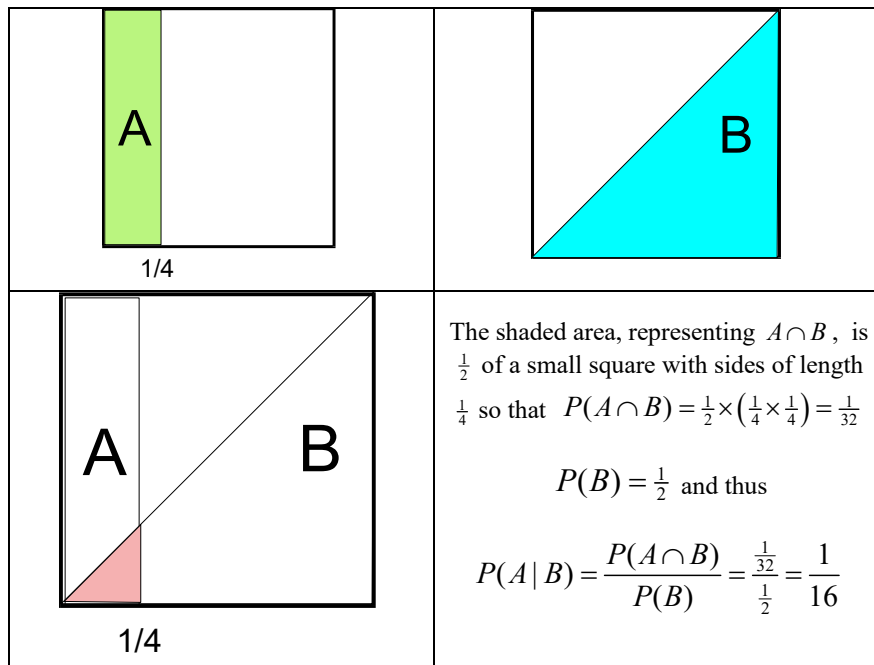 A
1/4
B
A
B
1/4
The shaded area, representing A∩B, is
1/2 of a small square with sides of length
1/4 so that P(A∩B) = 1/2 × (1/4 × 1/4) = 1/32
P(B) = 1/2 and thus
P(A | B) = P(A∩B) / P(B) = 1/32 / 1/2 = 1/16